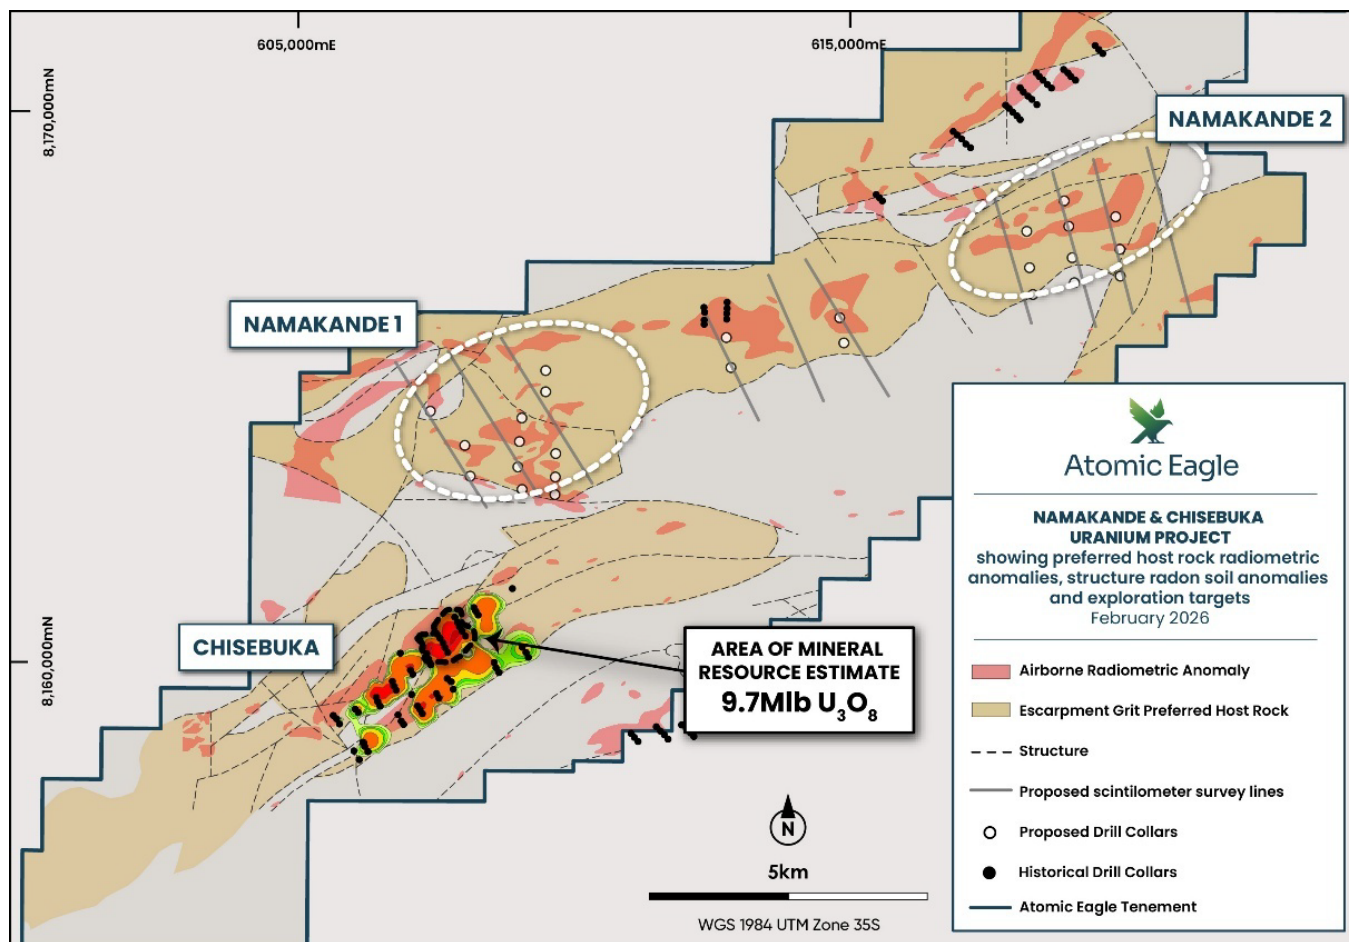 605,000mE
615,000mE
8,170,000mN
NAMAKANDE 2
NAMAKANDE 1
CHISEBUKA
8,160,000mN
AREA OF MINERAL
RESOURCE ESTIMATE
9.7Mlb U₃O₈
N
5km
WGS 1984 UTM Zone 35S
Atomic Eagle
NAMAKANDE & CHISEBUKA
URANIUM PROJECT
showing preferred host rock radiometric
anomalies, structure radon soil anomalies
and exploration targets
February 2026
Airborne Radiometric Anomaly
Escarpment Grit Preferred Host Rock
Structure
Proposed scintilometer survey lines
Proposed Drill Collars
Historical Drill Collars
Atomic Eagle Tenement